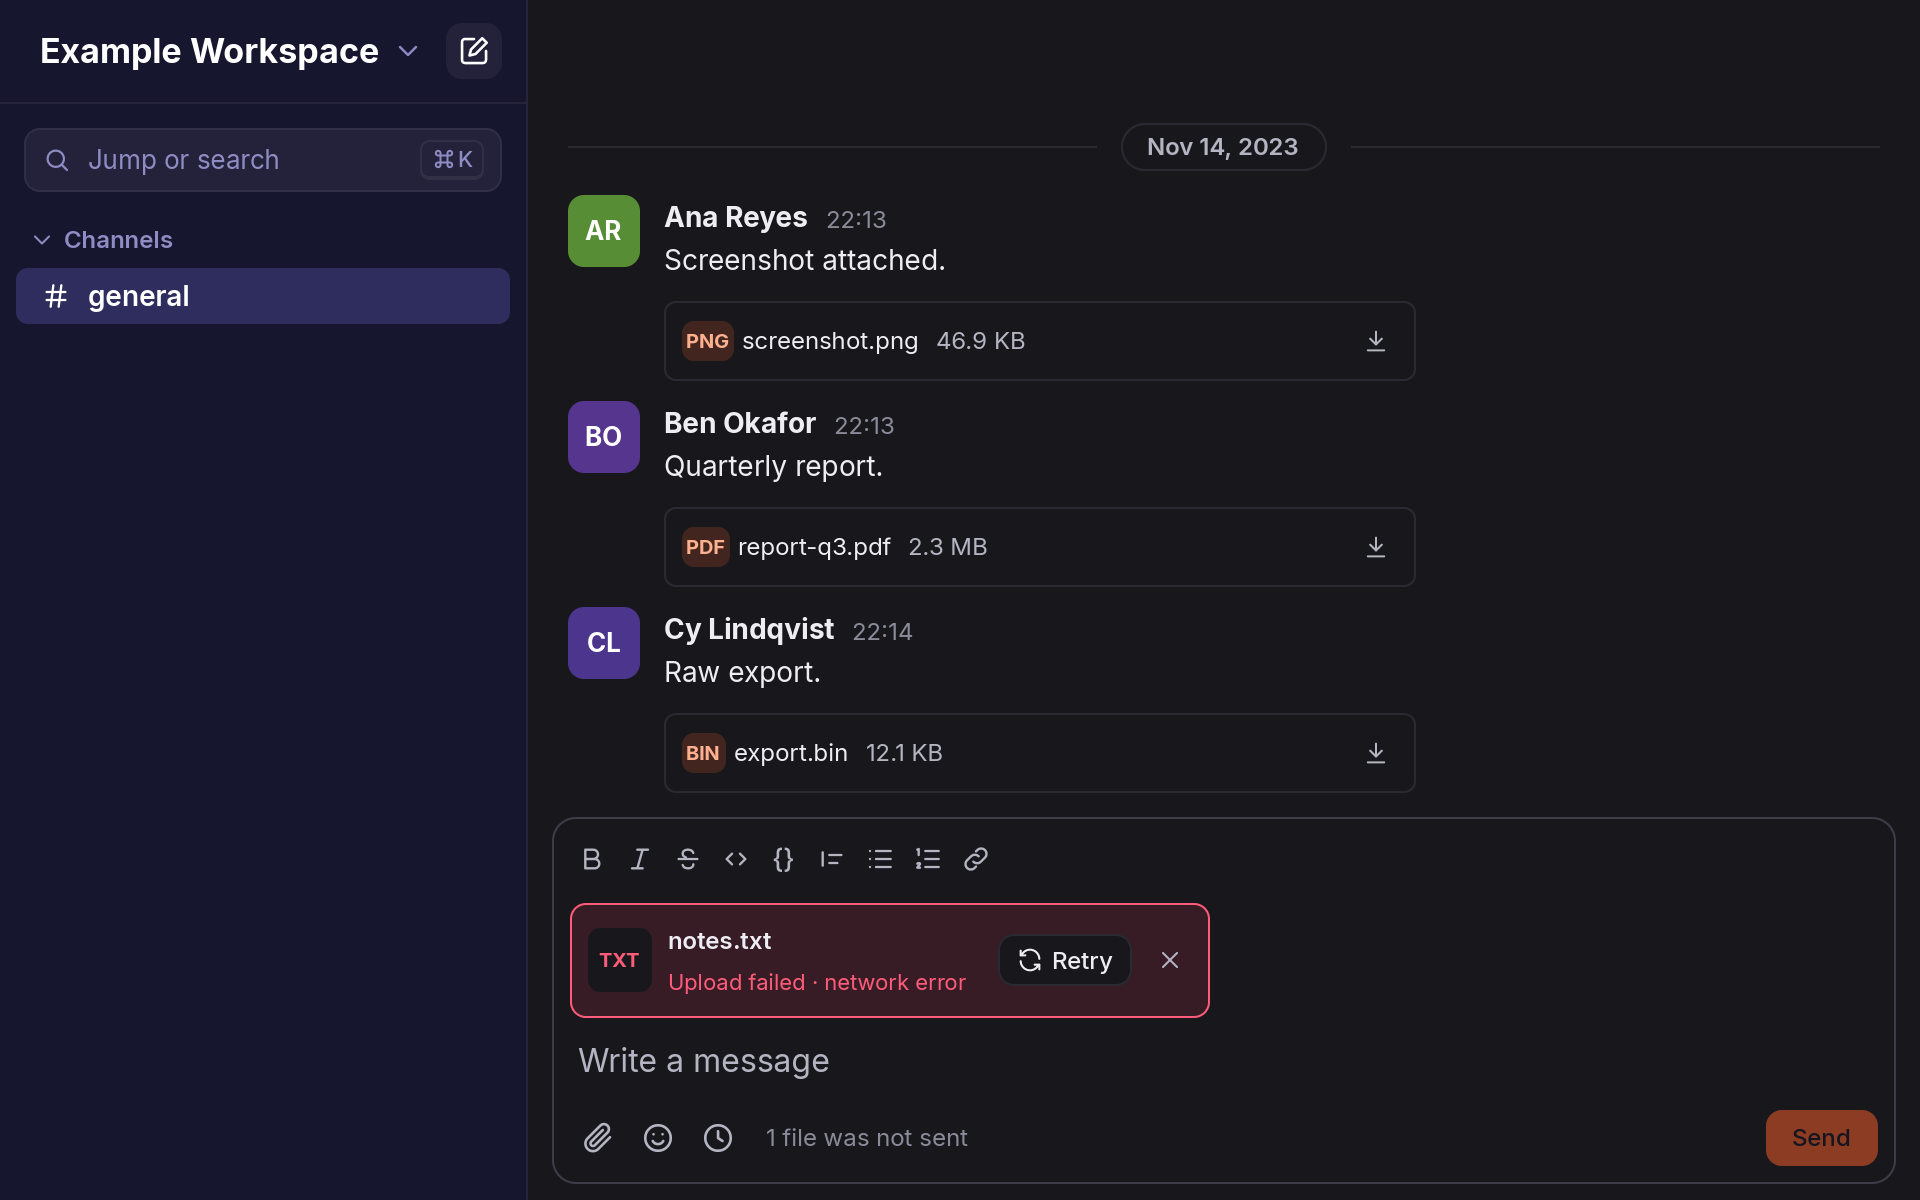 Example Workspace
Jump or search ⌘K
Channels
# general
Nov 14, 2023
AR Ana Reyes 22:13
Screenshot attached.
PNG screenshot.png 46.9 KB
BO Ben Okafor 22:13
Quarterly report.
PDF report-q3.pdf 2.3 MB
CL Cy Lindqvist 22:14
Raw export.
BIN export.bin 12.1 KB
TXT notes.txt
Upload failed · network error
Retry
Write a message
1 file was not sent
Send